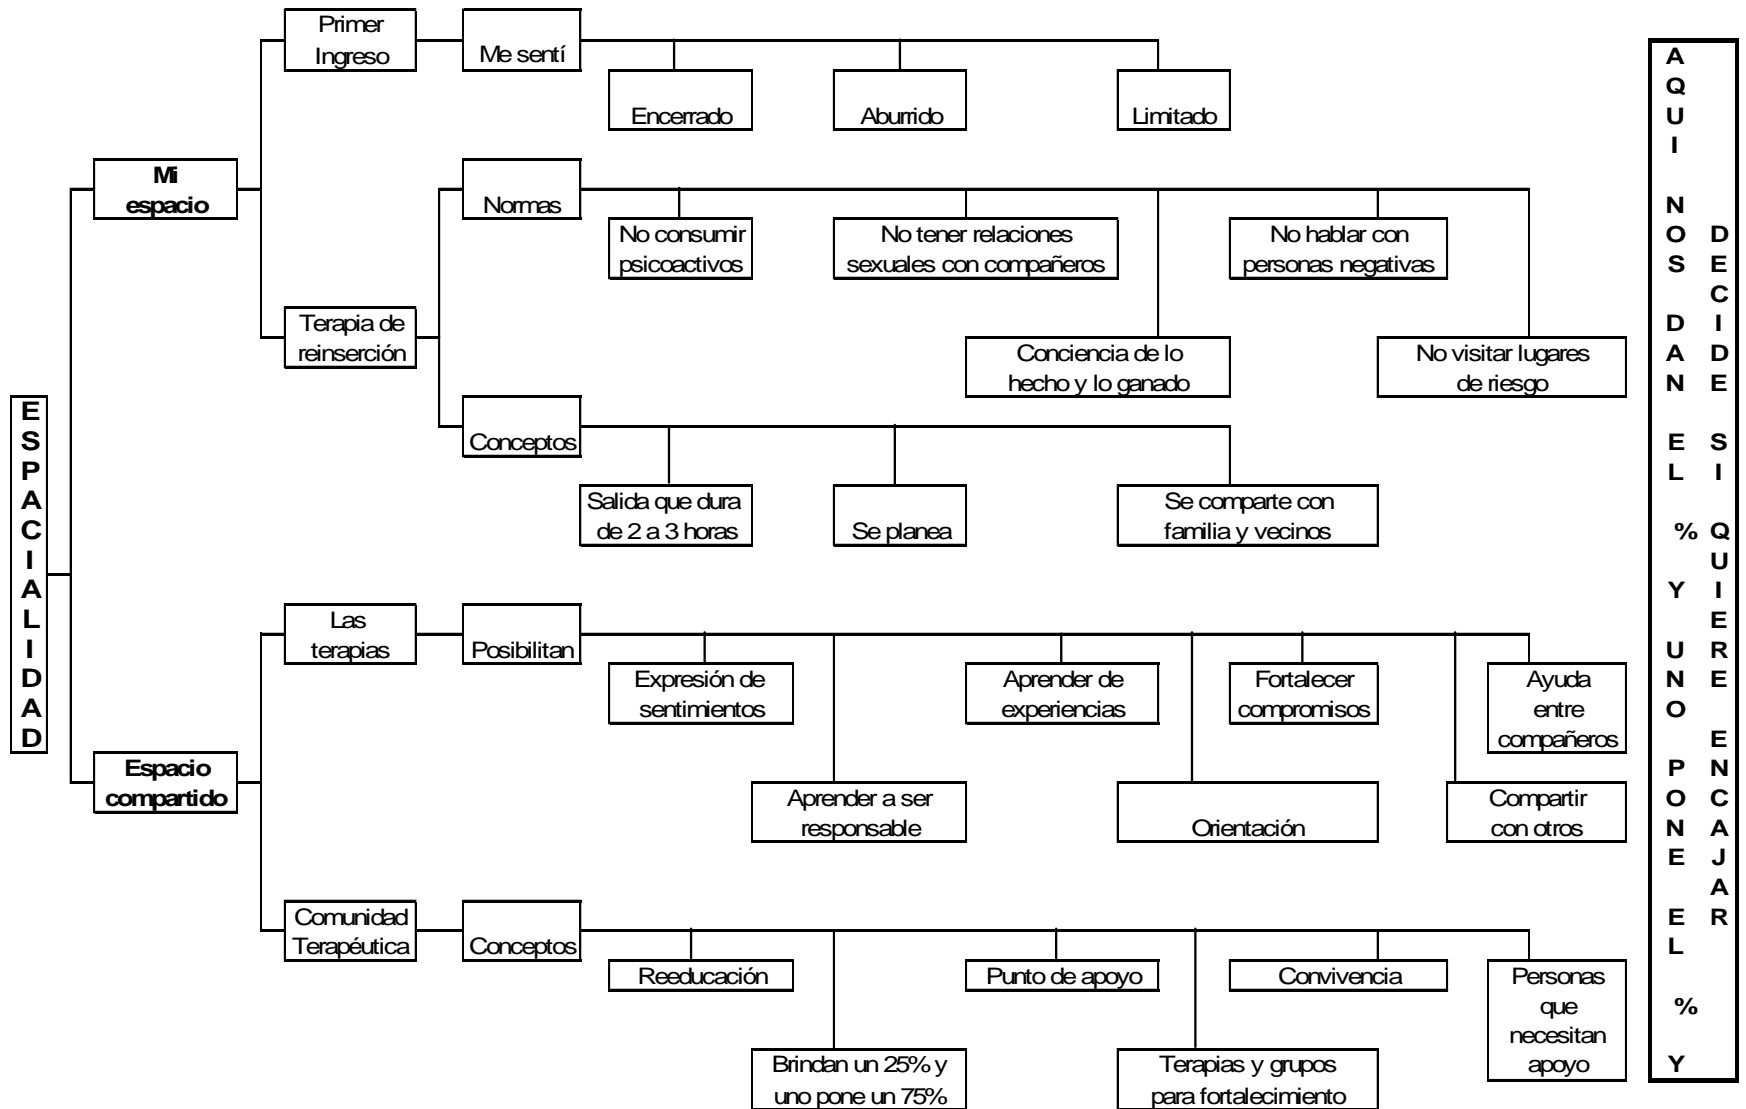 ESPACIALIDAD
Mi
espacio
Primer
Ingreso
Me sentí
Encerrado
Aburrido
Limitado
Terapia de
reinserción
Normas
No consumir
psicoactivos
No tener relaciones
sexuales con compañeros
No hablar con
personas negativas
Conciencia de lo
hecho y lo ganado
No visitar lugares
de riesgo
Conceptos
Salida que dura
de 2 a 3 horas
Se planea
Se comparte con
familia y vecinos
Espacio
compartido
Las
terapias
Posibilitan
Expresión de
sentimientos
Aprender de
experiencias
Fortalecer
compromisos
Ayuda
entre
compañeros
Aprender a ser
responsable
Orientación
Compartir
con otros
Comunidad
Terapéutica
Conceptos
Reeducación
Punto de apoyo
Convivencia
Personas
que
necesitan
apoyo
Brindan un 25% y
uno pone un 75%
Terapias y grupos
para fortalecimiento
AQUI NOS DAN EL % Y UNO PONE EL % Y
DECIDE SI QUIERE ENCAJAR